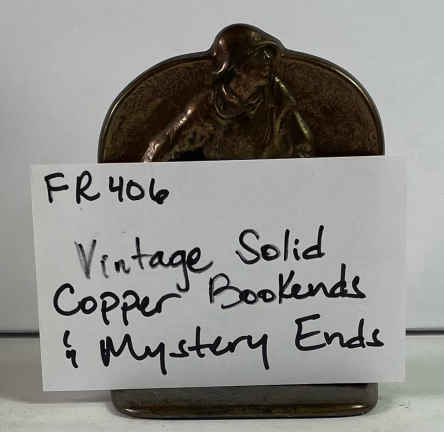 FR406
Vintage Solid
Copper Bookends
& Mystery Ends